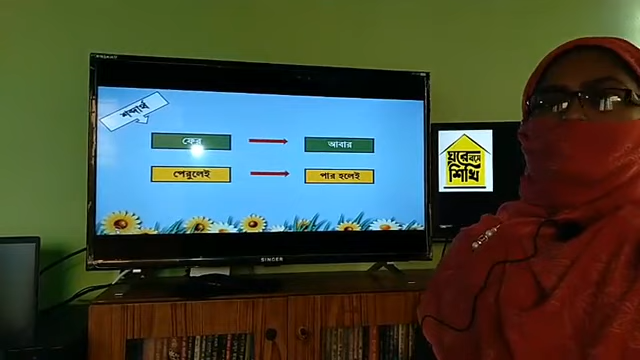 শব্দার্থ
ফের আবার
পেরুলেই পার হলেই
ঘরে বসে
শিখি
SINGER